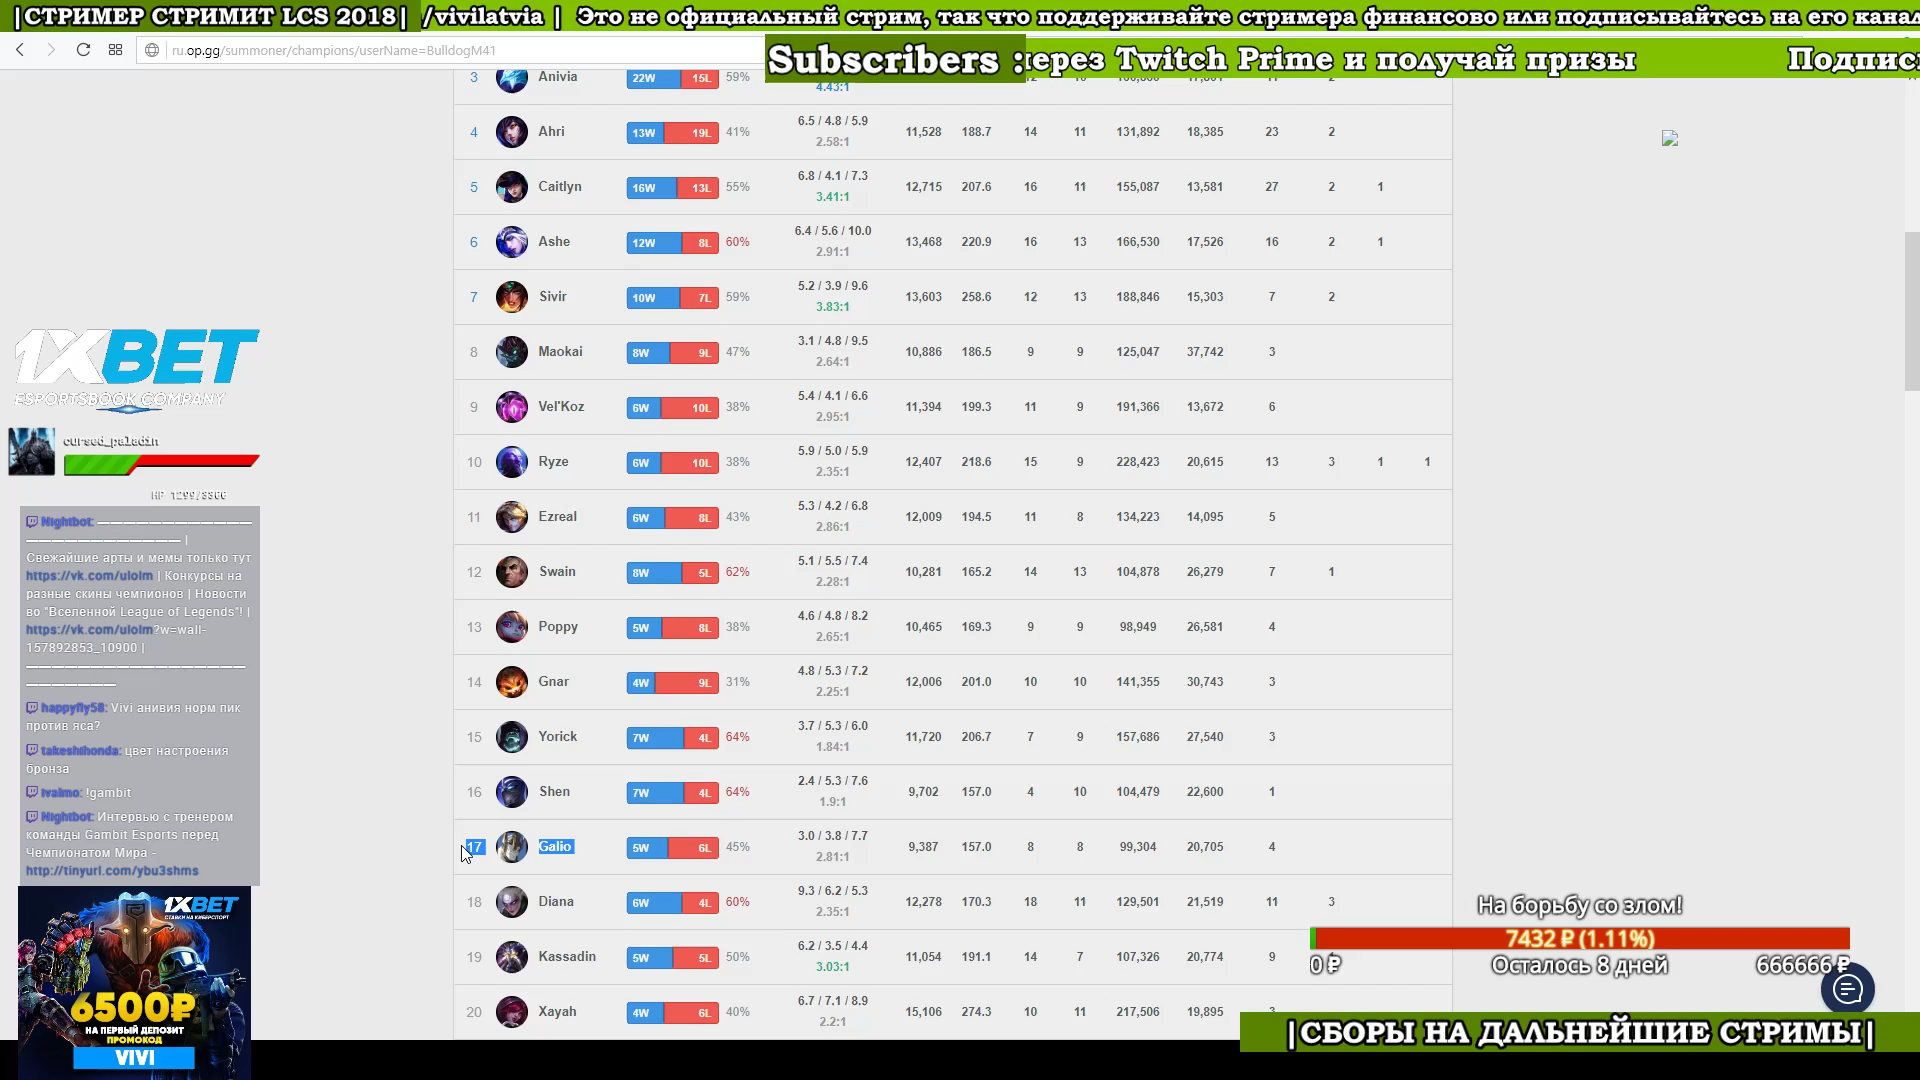 |СТРИМЕР СТРИМИТ LCS 2018| /vivilatvia | Это не официальный стрим, так что поддерживайте стримера финансово или подписывайтесь на его
ru.op.gg/summoner/champions/userName=BulldogM41
Subscribers : Twitch Prime и получай призы
3 Anivia 22W 15L 59% 4.43:1
4 Ahri 13W 19L 41% 6.5 / 4.8 / 5.9 2.58:1 11,528 188.7 14 11 131,892 18,385 23 2
5 Caitlyn 16W 13L 55% 6.8 / 4.1 / 7.3 3.41:1 12,715 207.6 16 11 155,087 13,581 27 2 1
6 Ashe 12W 8L 60% 6.4 / 5.6 / 10.0 2.91:1 13,468 220.9 16 13 166,530 17,526 16 2 1
7 Sivir 10W 7L 59% 5.2 / 3.9 / 9.6 3.83:1 13,603 258.6 12 13 188,846 15,303 7 2
8 Maokai 8W 9L 47% 3.1 / 4.8 / 9.5 2.64:1 10,886 186.5 9 9 125,047 37,742 3
9 Vel'Koz 6W 10L 38% 5.4 / 4.1 / 6.6 2.95:1 11,394 199.3 11 9 191,366 13,672 6
10 Ryze 6W 10L 38% 5.9 / 5.0 / 5.9 2.35:1 12,407 218.6 15 9 228,423 20,615 13 3 1 1
11 Ezreal 6W 8L 43% 5.3 / 4.2 / 6.8 2.86:1 12,009 194.5 11 8 134,223 14,095 5
12 Swain 8W 5L 62% 5.1 / 5.5 / 7.4 2.28:1 10,281 165.2 14 13 104,878 26,279 7 1
13 Poppy 5W 8L 38% 4.6 / 4.8 / 8.2 2.65:1 10,465 169.3 9 9 98,949 26,581 4
14 Gnar 4W 9L 31% 4.8 / 5.3 / 7.2 2.25:1 12,006 201.0 10 10 141,355 30,743 3
15 Yorick 7W 4L 64% 3.7 / 5.3 / 6.0 1.84:1 11,720 206.7 7 9 157,686 27,540 3
16 Shen 7W 4L 64% 2.4 / 5.3 / 7.6 1.9:1 9,702 157.0 4 10 104,479 22,600 1
17 Galio 5W 6L 45% 3.0 / 3.8 / 7.7 2.81:1 9,387 157.0 8 8 99,304 20,705 4
18 Diana 6W 4L 60% 9.3 / 6.2 / 5.3 2.35:1 12,278 170.3 18 11 129,501 21,519 11 3
19 Kassadin 5W 5L 50% 6.2 / 3.5 / 4.4 3.03:1 11,054 191.1 14 7 107,326 20,774 9
20 Xayah 4W 6L 40% 6.7 / 7.1 / 8.9 2.2:1 15,106 274.3 10 11 217,506 19,895
1XBET
ESPORTSBOOK COMPANY
cursed_paladin
HP 1299/3366
Nightbot: ——————————————
—————————————— |
Свежайшие арты и мемы только тут
https://vk.com/ulolm | Конкурсы на
разные скины чемпионов | Новости
во "Вселенной League of Legends"! |
https://vk.com/ulolm?w=wall-
157892853_10900 |
————————————————————
————————
happyfly58: Vivi анивия норм пик
против яса?
takeshihonda: цвет настроения
бронза
ivalmo: !gambit
Nightbot: Интервью с тренером
команды Gambit Esports перед
Чемпионатом Мира -
http://tinyurl.com/ybu3shms
1XBET
СТАВКИ НА КИБЕРСПОРТ
6500₽
НА ПЕРВЫЙ ДЕПОЗИТ
ПРОМОКОД
VIVI
На борьбу со злом!
7432 ₽ (1.11%)
0 ₽ Осталось 8 дней 666666 ₽
|СБОРЫ НА ДАЛЬНЕЙШИЕ СТРИМЫ|